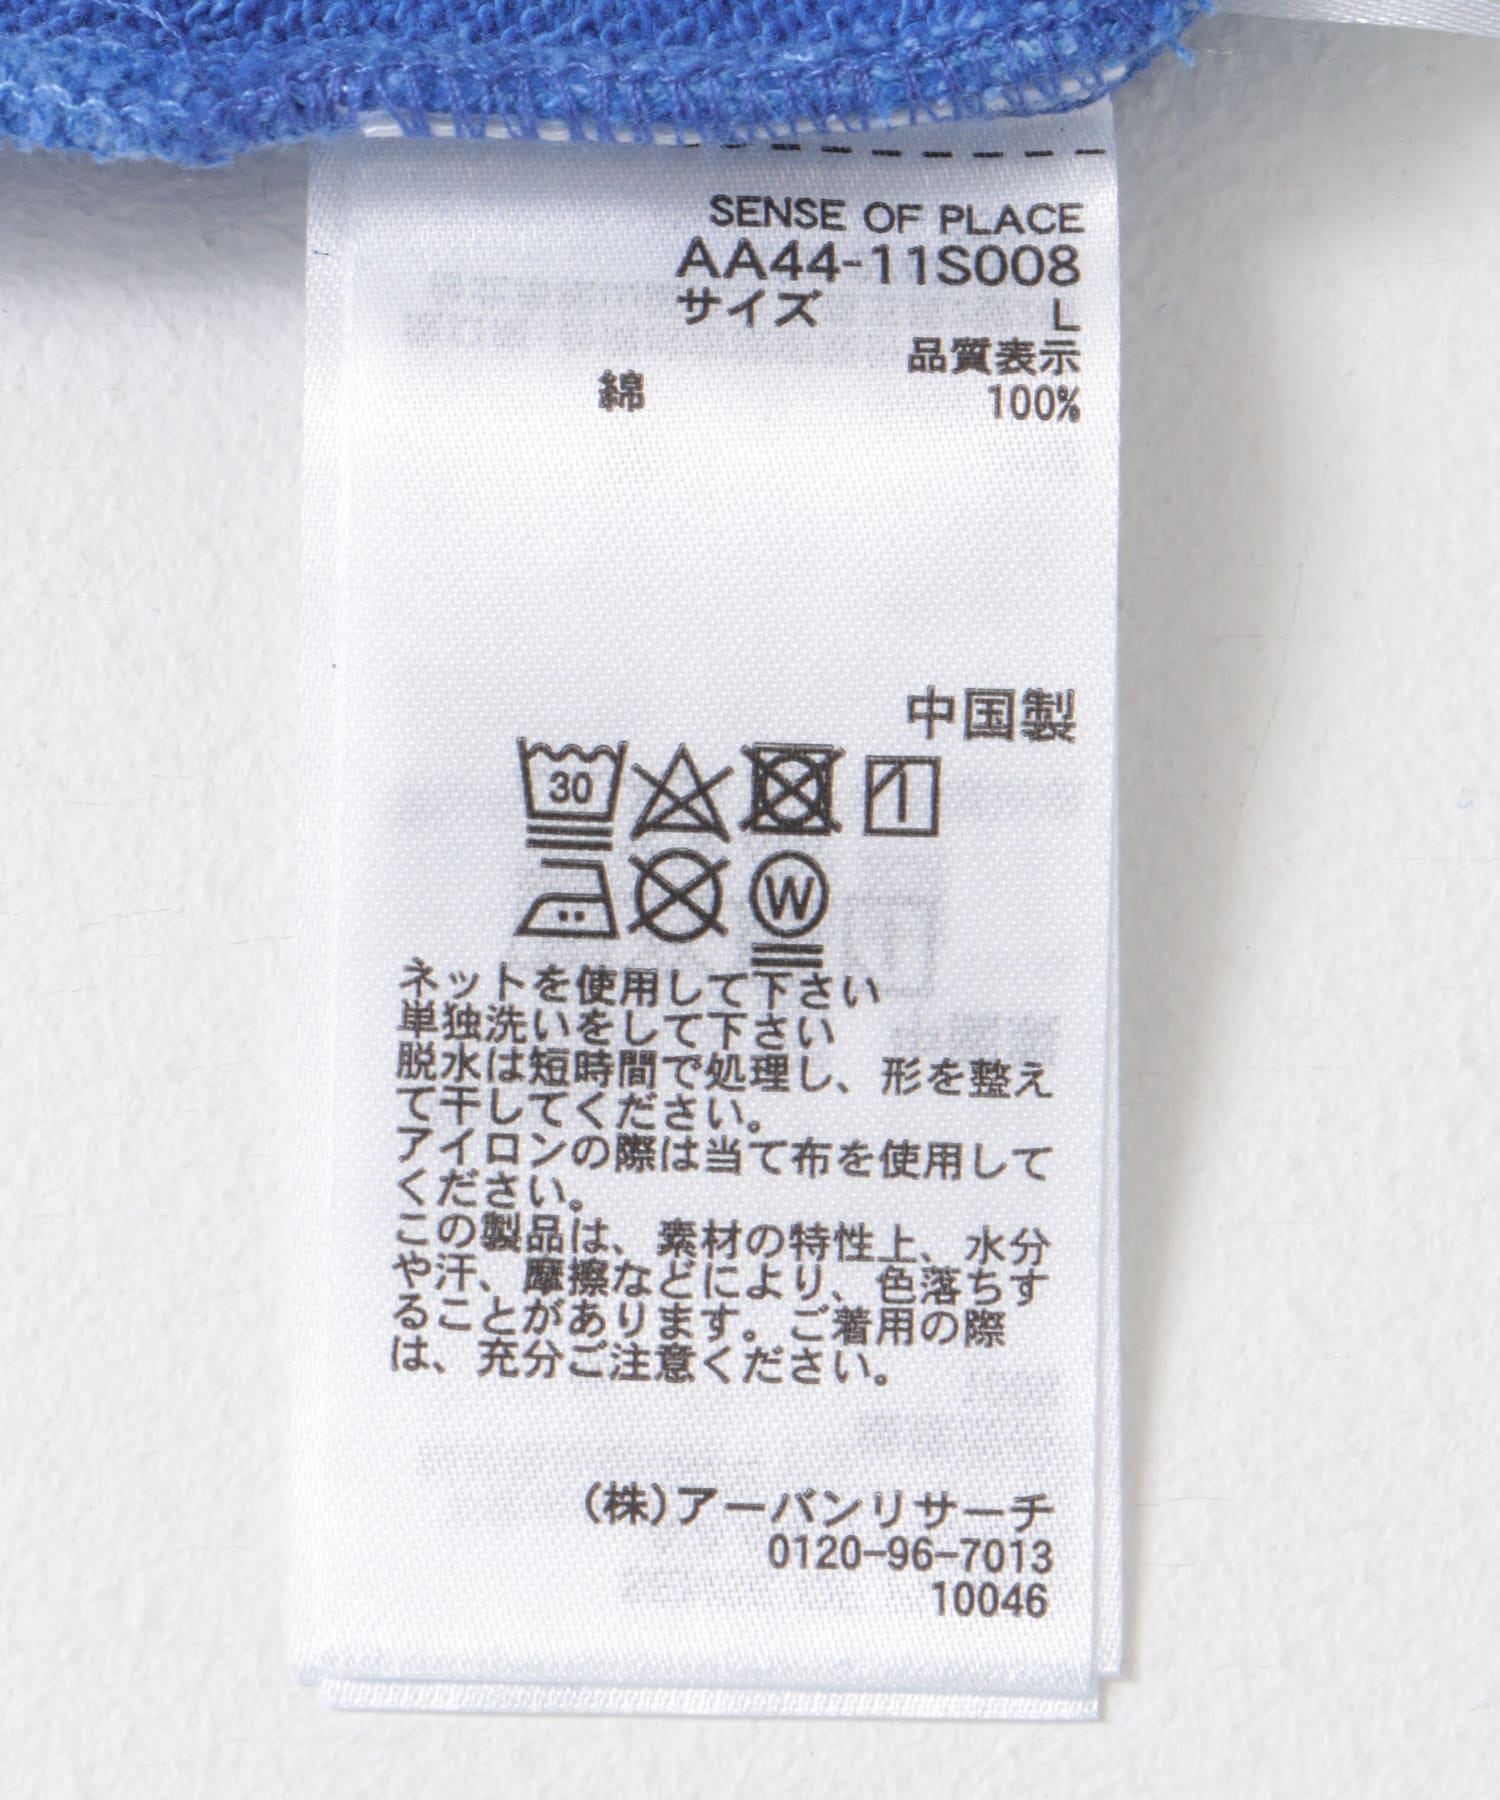 SENSE OF PLACE
AA44-11S008
サイズ L
品質表示
綿 100%
中国製
30
W
ネットを使用して下さい
単独洗いをして下さい
脱水は短時間で処理し、形を整え
て干してください。
アイロンの際は当て布を使用して
ください。
この製品は、素材の特性上、水分
や汗、摩擦などにより、色落ちす
ることがあります。ご着用の際
は、充分ご注意ください。
(株)アーバンリサーチ
0120-96-7013
10046